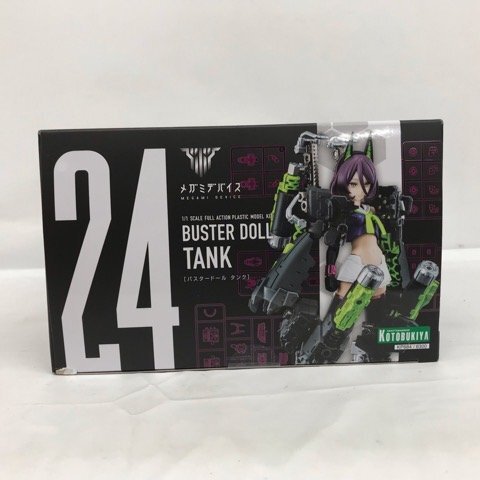 24
メガミデバイス
MEGAMI DEVICE
1/1 SCALE FULL ACTION PLASTIC MODEL KIT
BUSTER DOLL
TANK
[バスタードール タンク]
KOTOBUKIYA